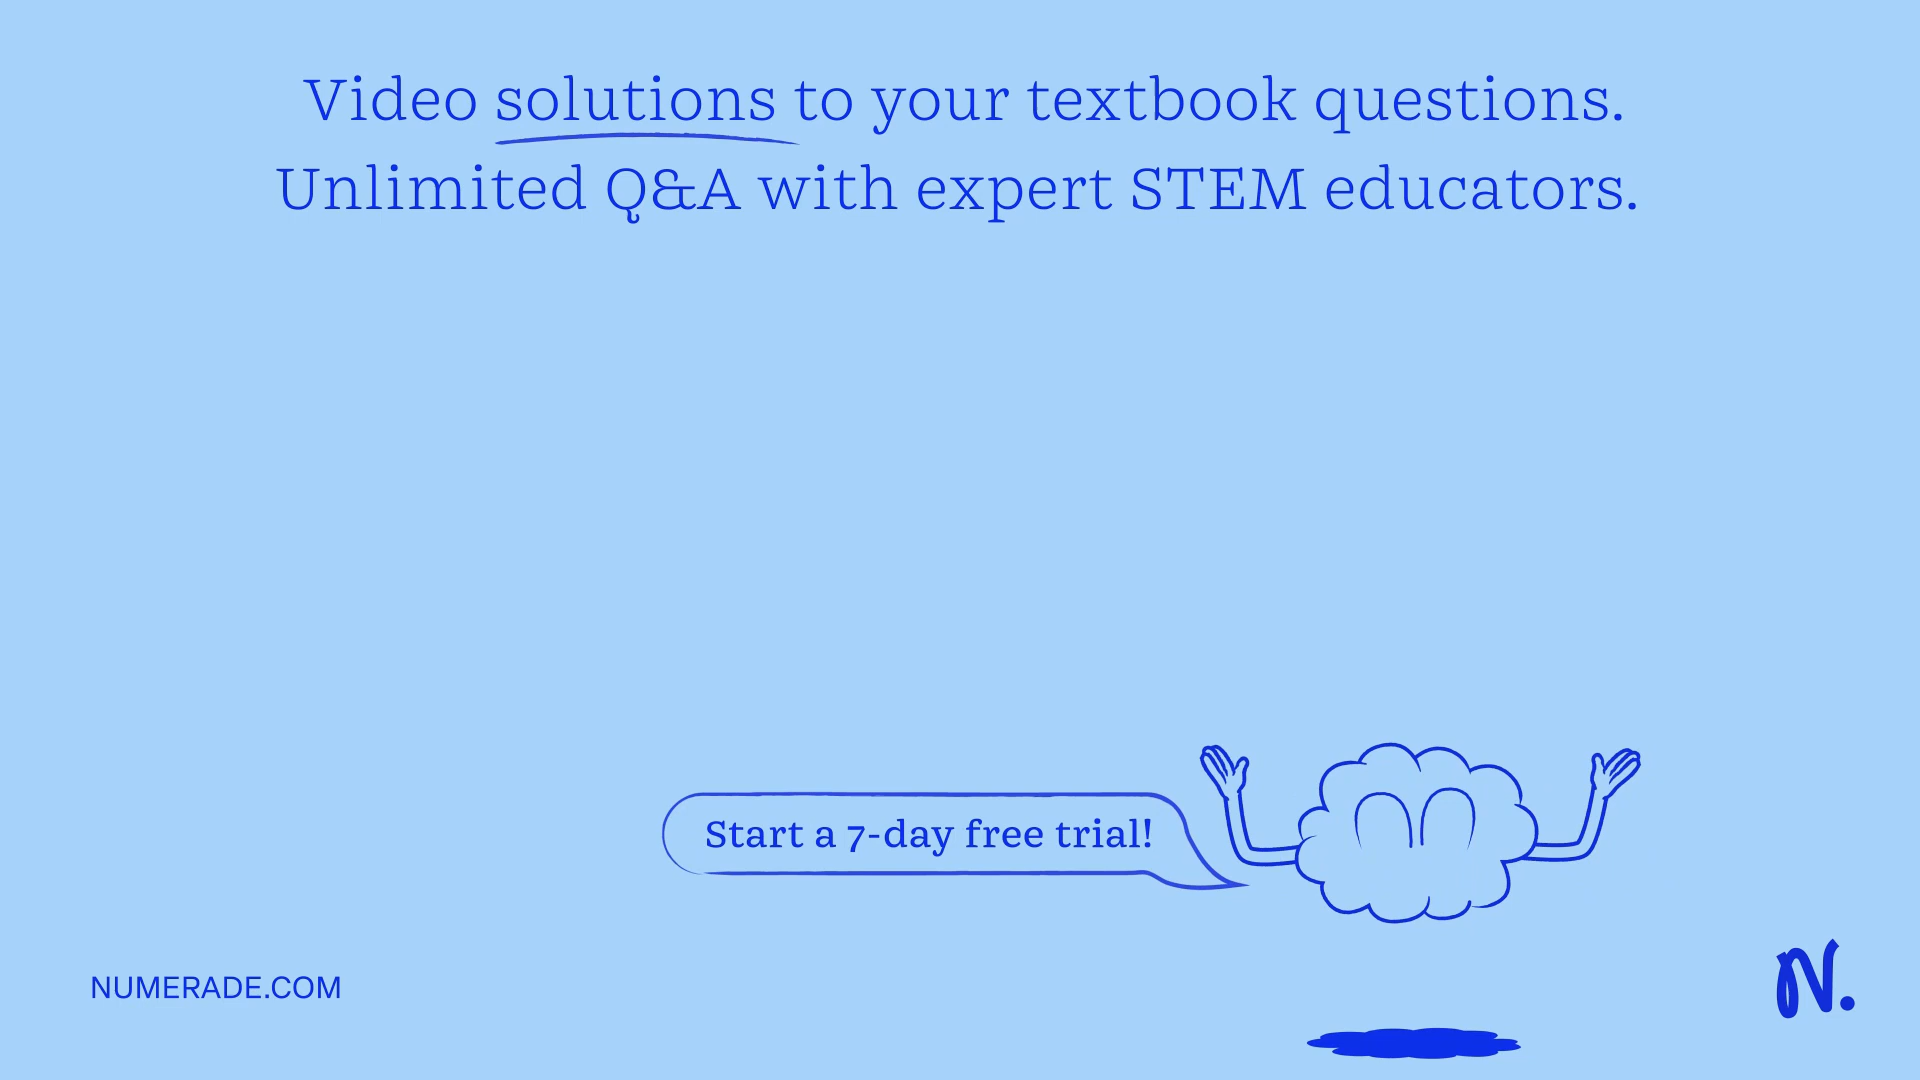 Video solutions to your textbook questions.
Unlimited Q&A with expert STEM educators.
Start a 7-day free trial!
NUMERADE.COM
N.